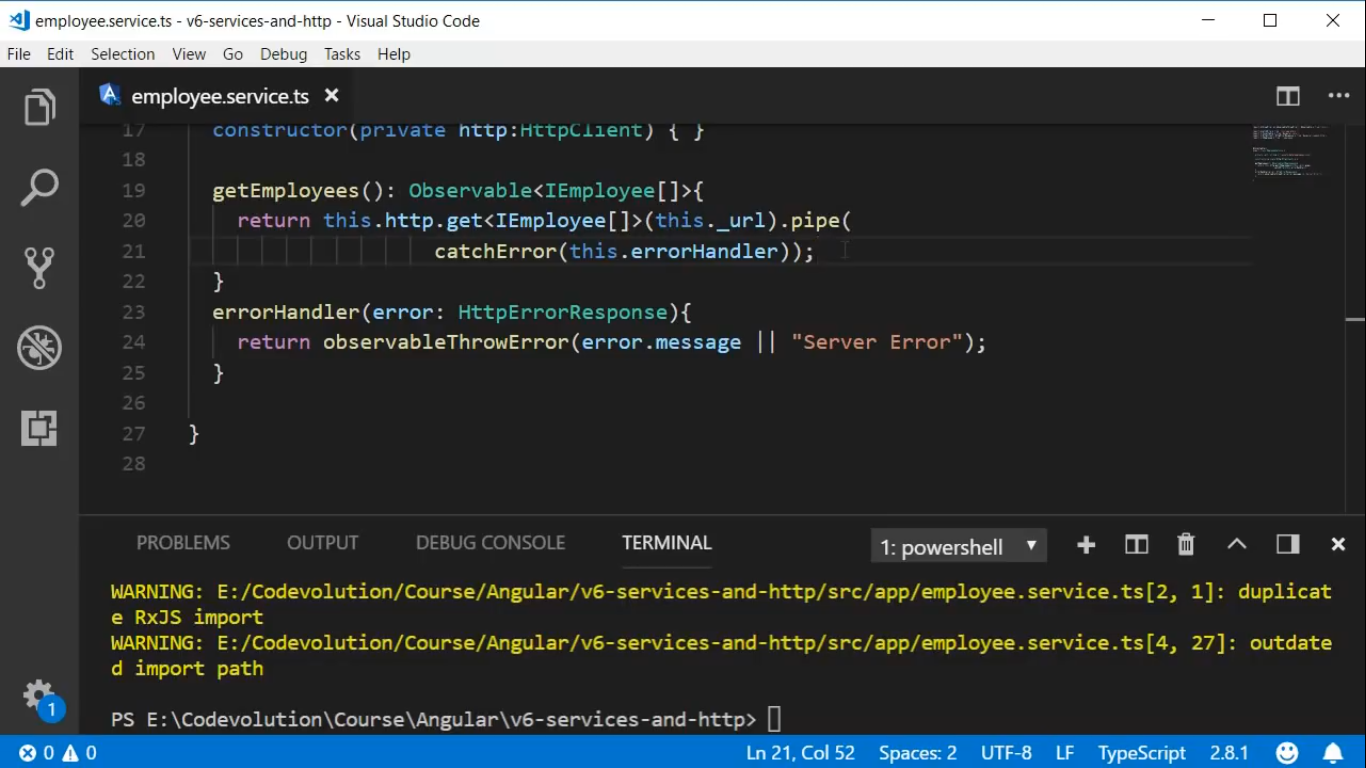 employee.service.ts - v6-services-and-http - Visual Studio Code
File Edit Selection View Go Debug Tasks Help
employee.service.ts
17 constructor(private http:HttpClient) { }
18
19 getEmployees(): Observable<IEmployee[]>{
20 return this.http.get<IEmployee[]>(this._url).pipe(
21 catchError(this.errorHandler));
22 }
23 errorHandler(error: HttpErrorResponse){
24 return observableThrowError(error.message || "Server Error");
25 }
26
27 }
28
PROBLEMS OUTPUT DEBUG CONSOLE TERMINAL 1: powershell
WARNING: E:/Codevolution/Course/Angular/v6-services-and-http/src/app/employee.service.ts[2, 1]: duplicat
e RxJS import
WARNING: E:/Codevolution/Course/Angular/v6-services-and-http/src/app/employee.service.ts[4, 27]: outdate
d import path
PS E:\Codevolution\Course\Angular\v6-services-and-http>
1
0 0 Ln 21, Col 52 Spaces: 2 UTF-8 LF TypeScript 2.8.1